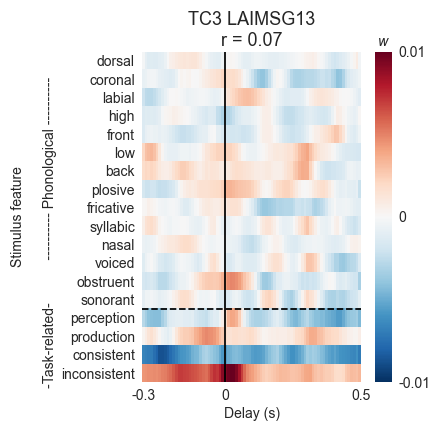 TC3 LAIMSG13
r = 0.07
w
dorsal
coronal
labial
high
front
low
back
plosive
fricative
syllabic
nasal
voiced
obstruent
sonorant
perception
production
consistent
inconsistent
Stimulus feature
-Task-related- ----------- Phonological -----------
0.01
0
-0.01
-0.3
0
0.5
Delay (s)